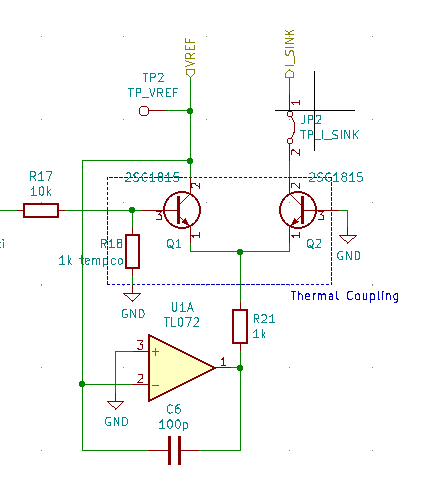 VREF
I_SINK
TP2
TP_VREF
1
JP2
TP_I_SINK
2
R17
10k
2SC1815
2SC1815
2
2
3
3
Q1
Q2
1
1
R18
1k tempco
GND
GND
Thermal Coupling
U1A
TL072
R21
1k
3
+
1
2
-
GND
C6
100p